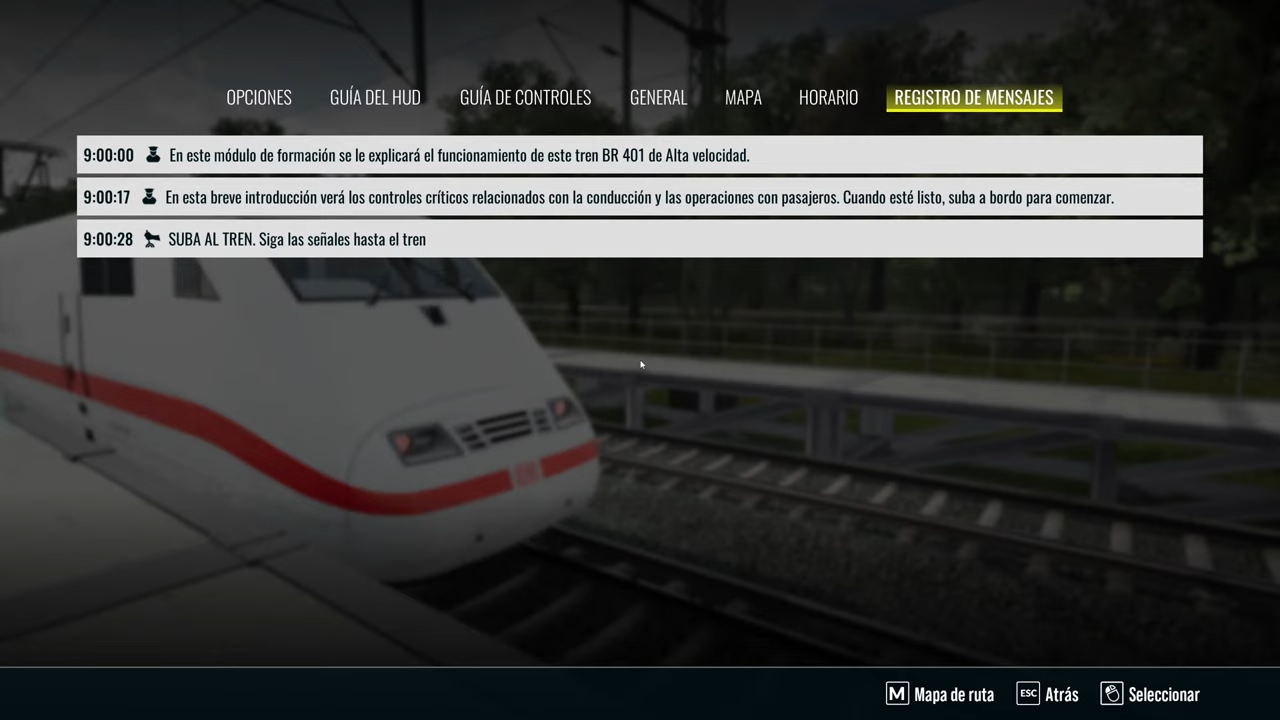 OPCIONES GUÍA DEL HUD GUÍA DE CONTROLES GENERAL MAPA HORARIO REGISTRO DE MENSAJES
9:00:00 En este módulo de formación se le explicará el funcionamiento de este tren BR 401 de Alta velocidad.
9:00:17 En esta breve introducción verá los controles críticos relacionados con la conducción y las operaciones con pasajeros. Cuando esté listo, suba a bordo para comenzar.
9:00:28 SUBA AL TREN. Siga las señales hasta el tren
M Mapa de ruta ESC Atrás Seleccionar